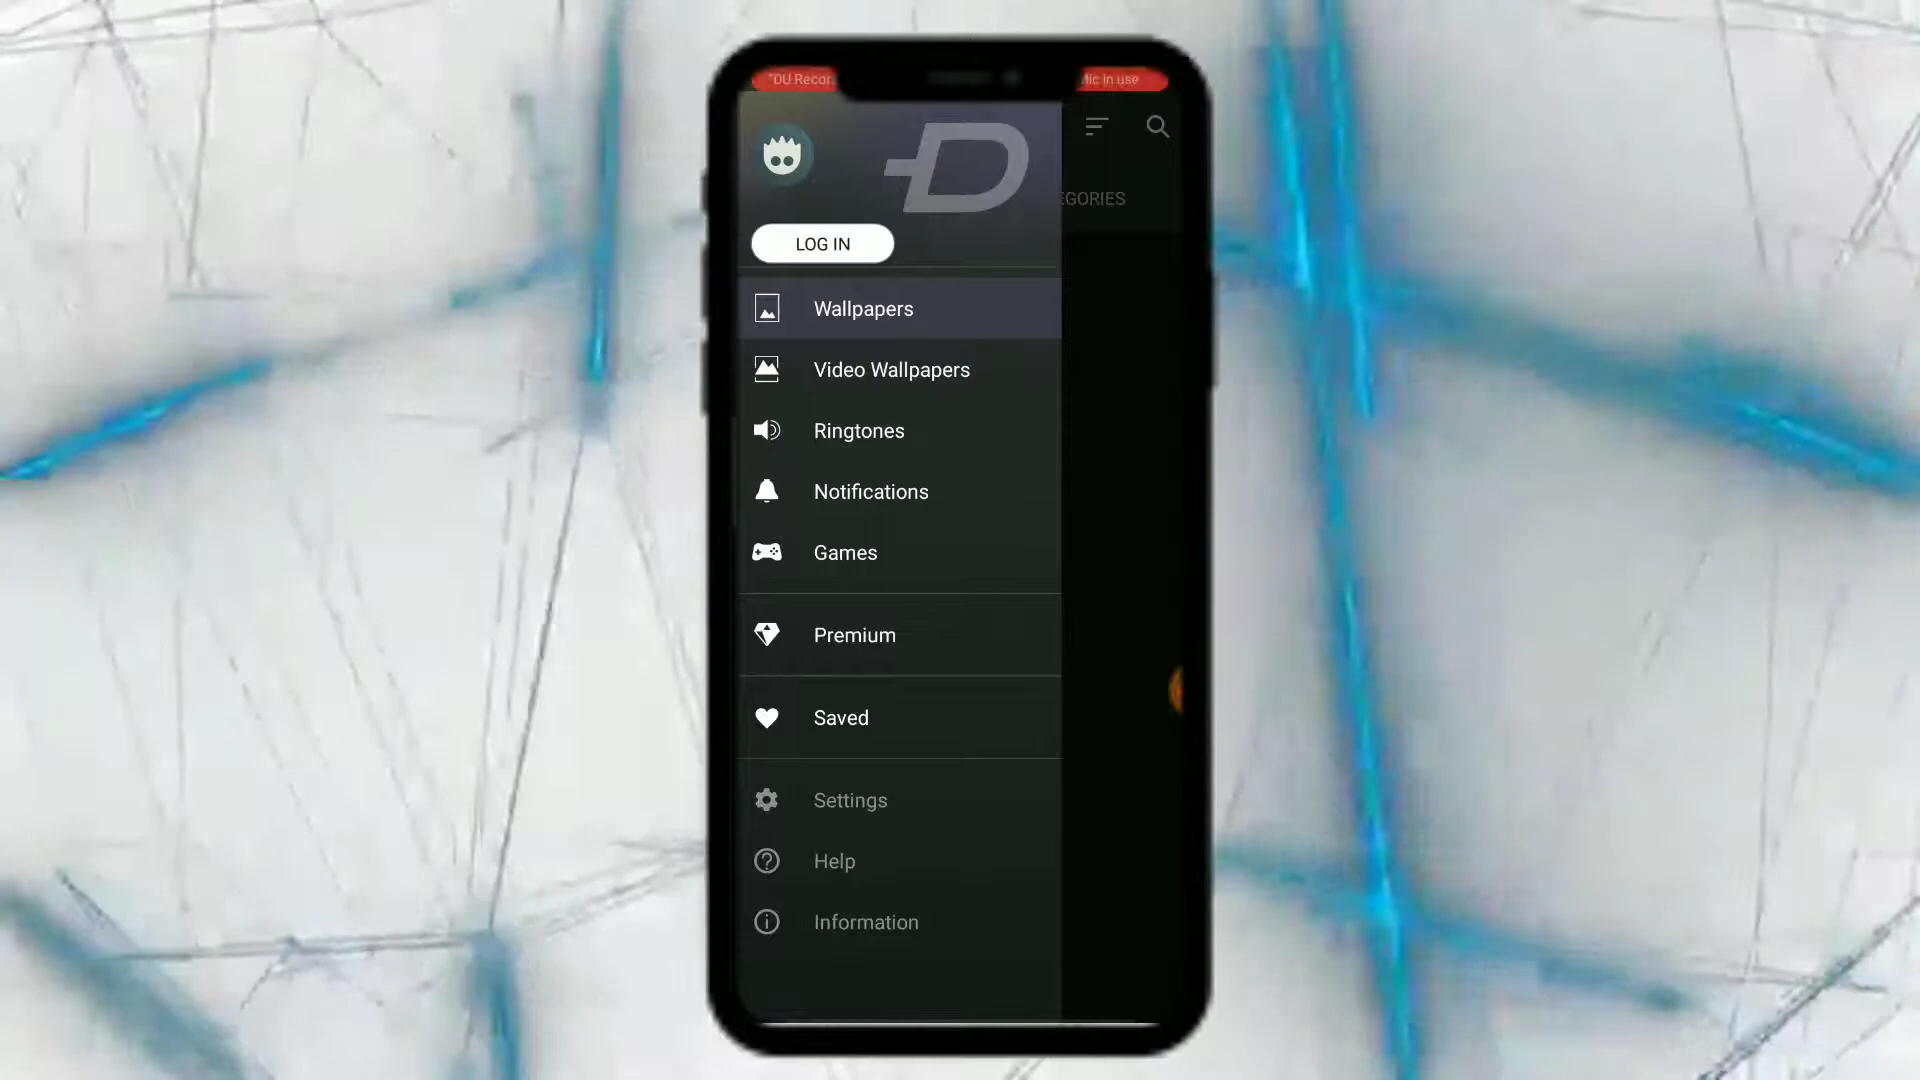 "DU Recor
Mic in use
EGORIES
LOG IN
Wallpapers
Video Wallpapers
Ringtones
Notifications
Games
Premium
Saved
Settings
Help
Information